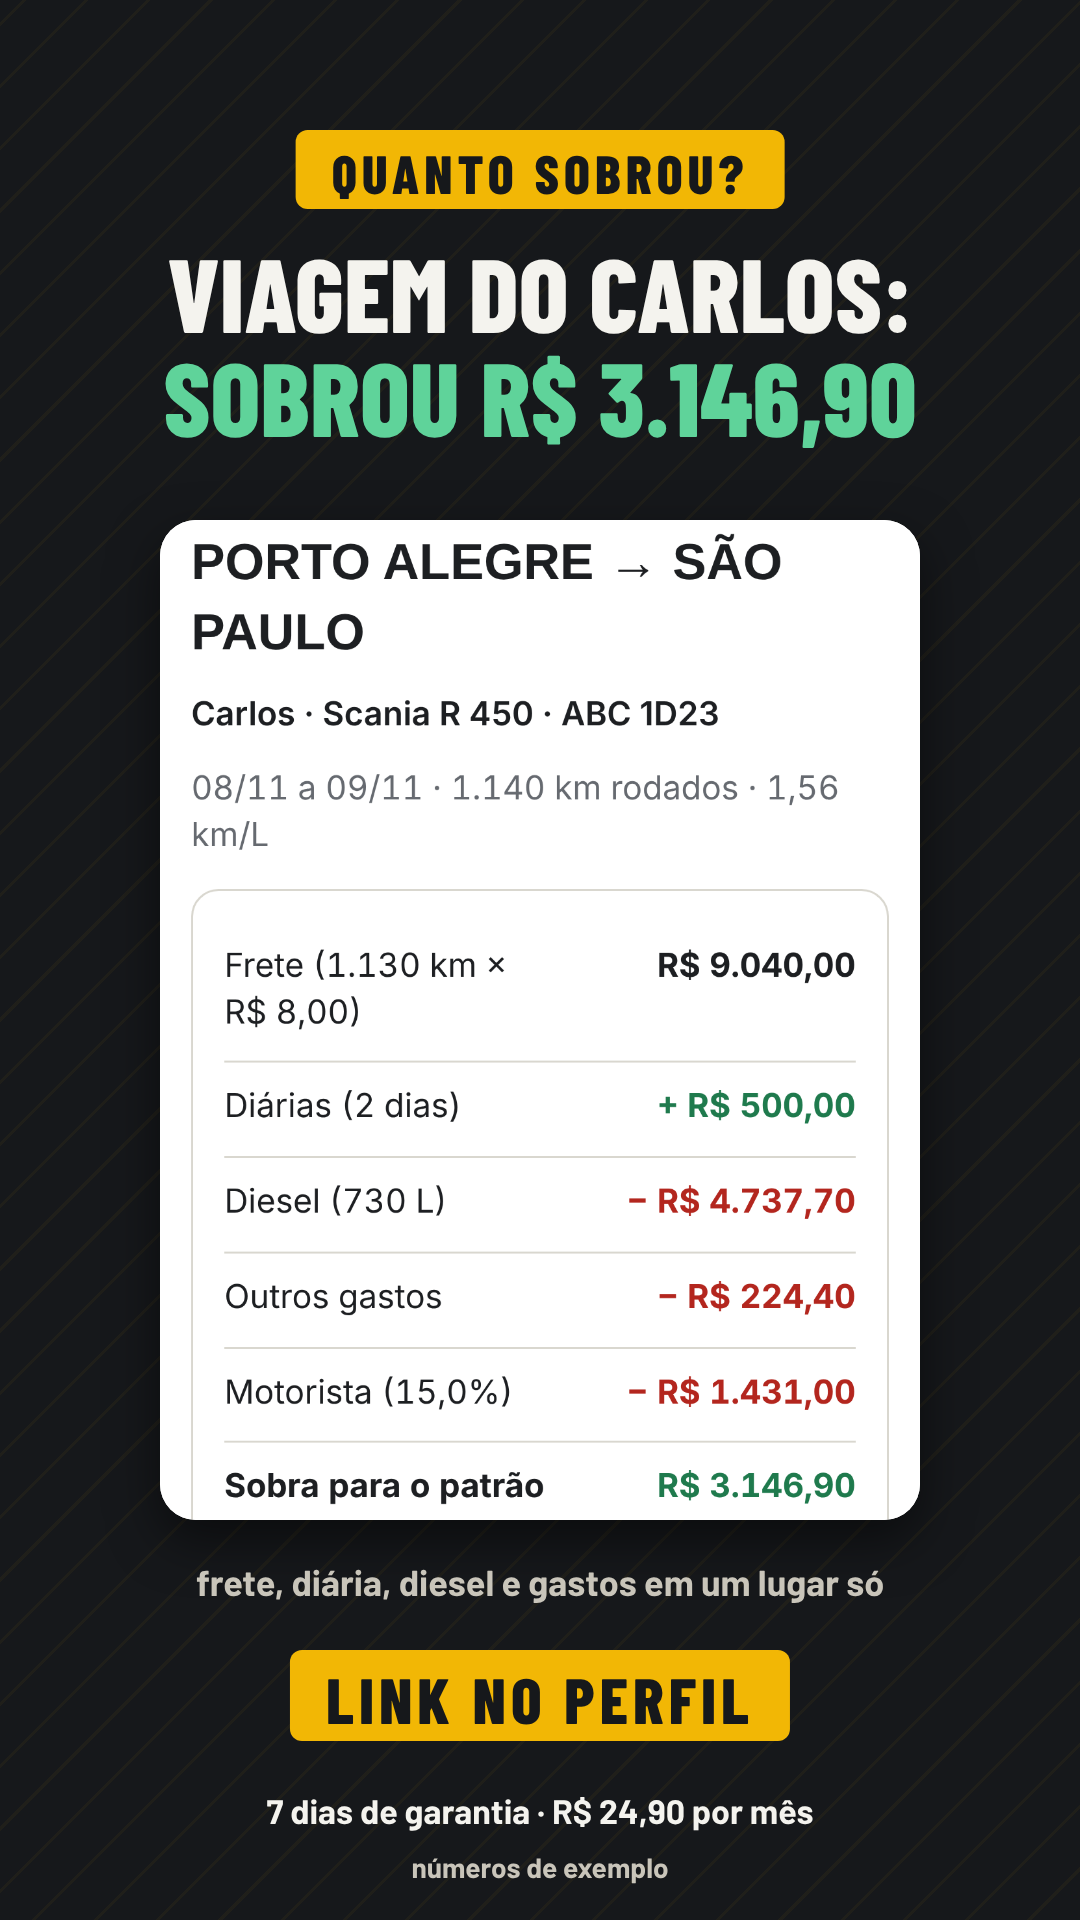 QUANTO SOBROU?
VIAGEM DO CARLOS:
SOBROU R$ 3.146,90
PORTO ALEGRE → SÃO
PAULO
Carlos · Scania R 450 · ABC 1D23
08/11 a 09/11 · 1.140 km rodados · 1,56
km/L
Frete (1.130 km × R$ 9.040,00
R$ 8,00)
Diárias (2 dias) + R$ 500,00
Diesel (730 L) − R$ 4.737,70
Outros gastos − R$ 224,40
Motorista (15,0%) − R$ 1.431,00
Sobra para o patrão R$ 3.146,90
frete, diária, diesel e gastos em um lugar só
LINK NO PERFIL
7 dias de garantia · R$ 24,90 por mês
números de exemplo